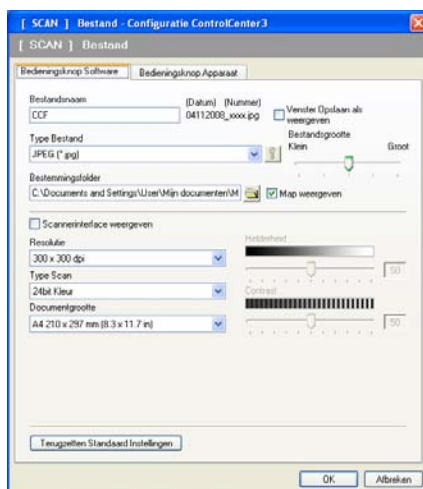 [ SCAN ] Bestand - Configuratie ControlCenter3
[ SCAN ] Bestand
Bedieningsknop Software
Bedieningsknop Apparaat
Bestandsnaam
(Datum) (Nummer)
CCF
04112008_xxxx.jpg
Venster Opslaan als weergeven
Type Bestand
Bestandsgrootte
Klein
Groot
JPEG (*.jpg)
Bestemmingsfolder
C:\Documents and Settings\User\Mijn documenten\M
Map weergeven
Scannerinterface weergeven
Resolutie
Helderheid
300 x 300 dpi
50
Type Scan
24bit Kleur
Contrast
Documentgrootte
A4 210 x 297 mm (8.3 x 11.7 in)
50
Terugzetten Standaard Instellingen
OK
Afbreken